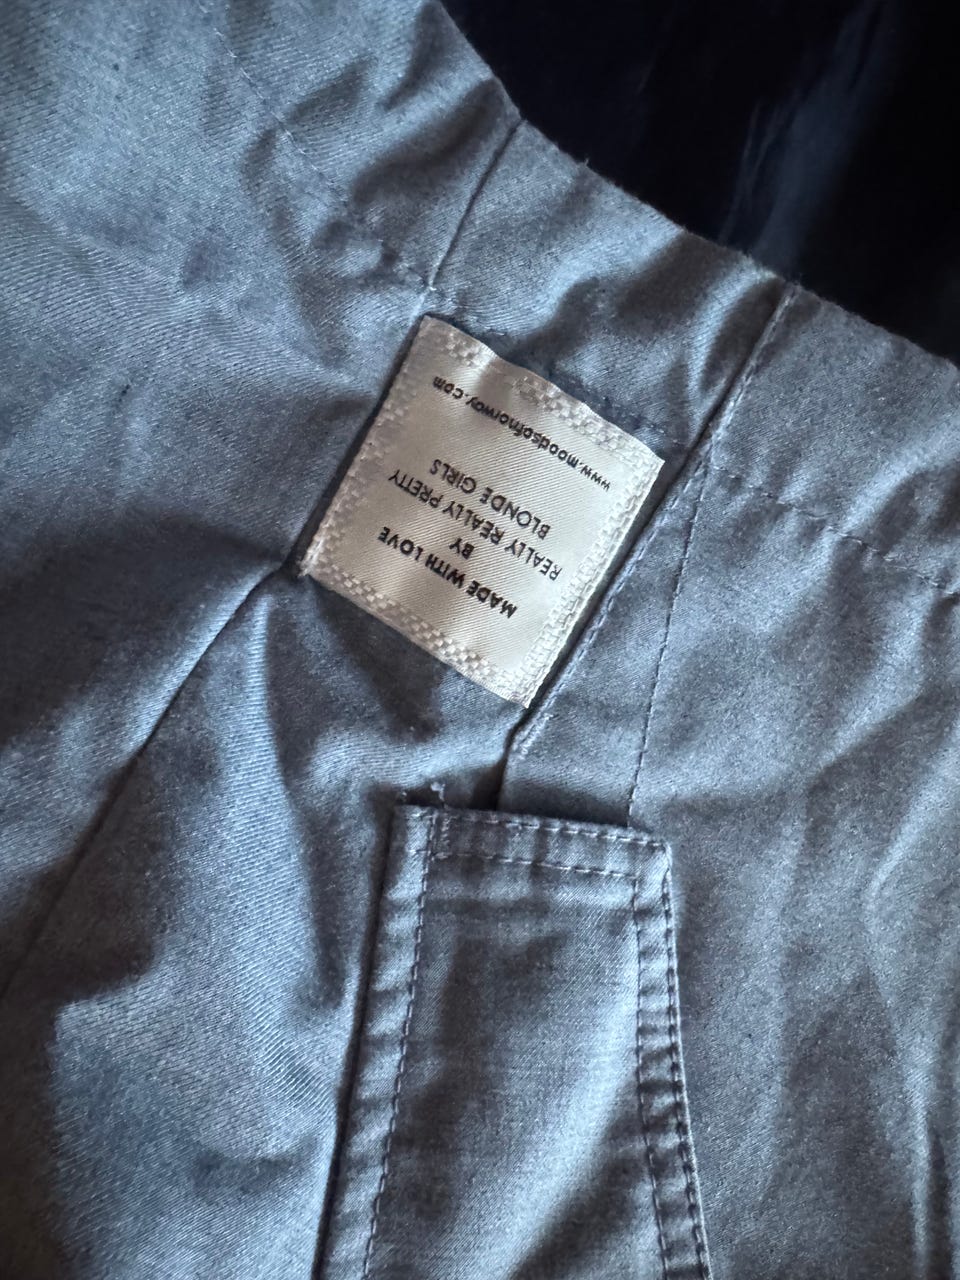 MADE WITH LOVE
BY
REALLY REALLY PRETTY
BLONDE GIRLS
www.moodsofnorway.com